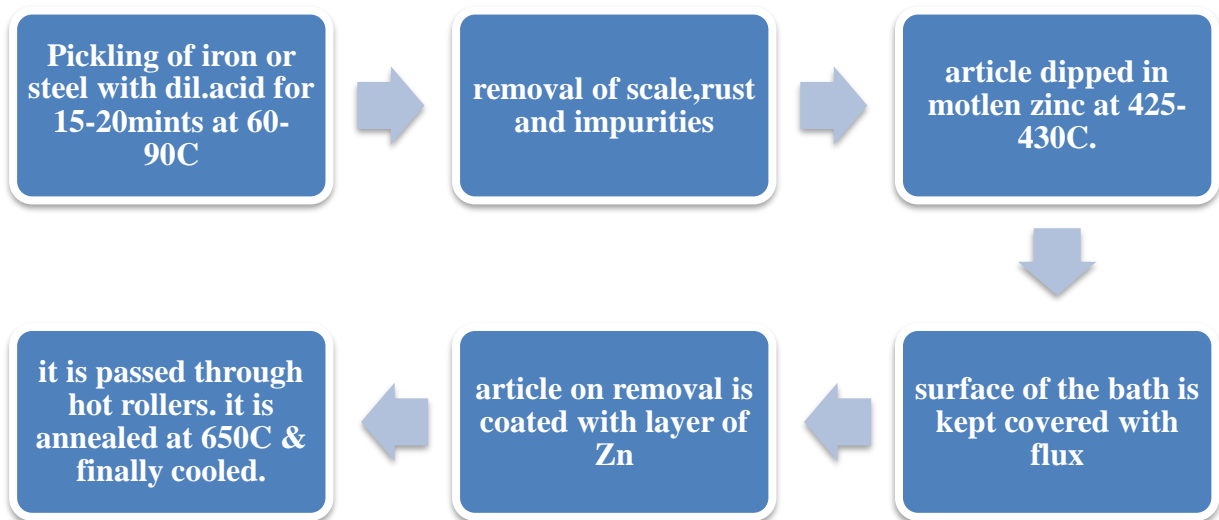 Pickling of iron or
steel with dil.acid for
15-20mints at 60-
90C
removal of scale,rust
and impurities
article dipped in
motlen zinc at 425-
430C.
surface of the bath is
kept covered with
flux
article on removal is
coated with layer of
Zn
it is passed through
hot rollers. it is
annealed at 650C &
finally cooled.